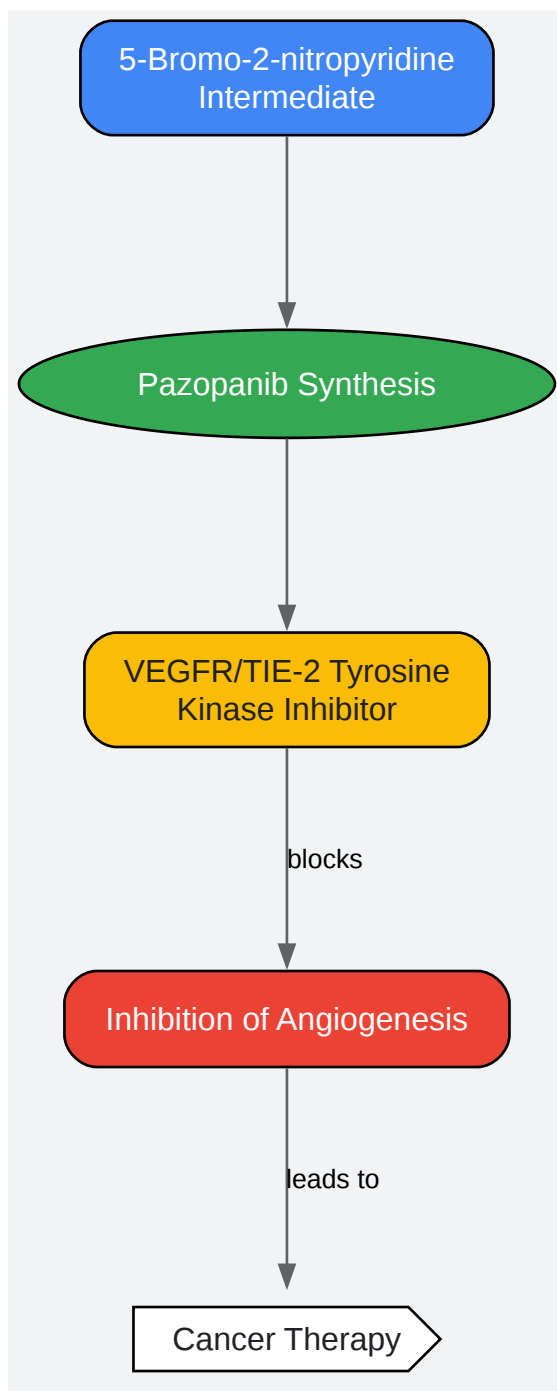 5-Bromo-2-nitropyridine
Intermediate
Pazopanib Synthesis
VEGFR/TIE-2 Tyrosine
Kinase Inhibitor
blocks
Inhibition of Angiogenesis
leads to
Cancer Therapy